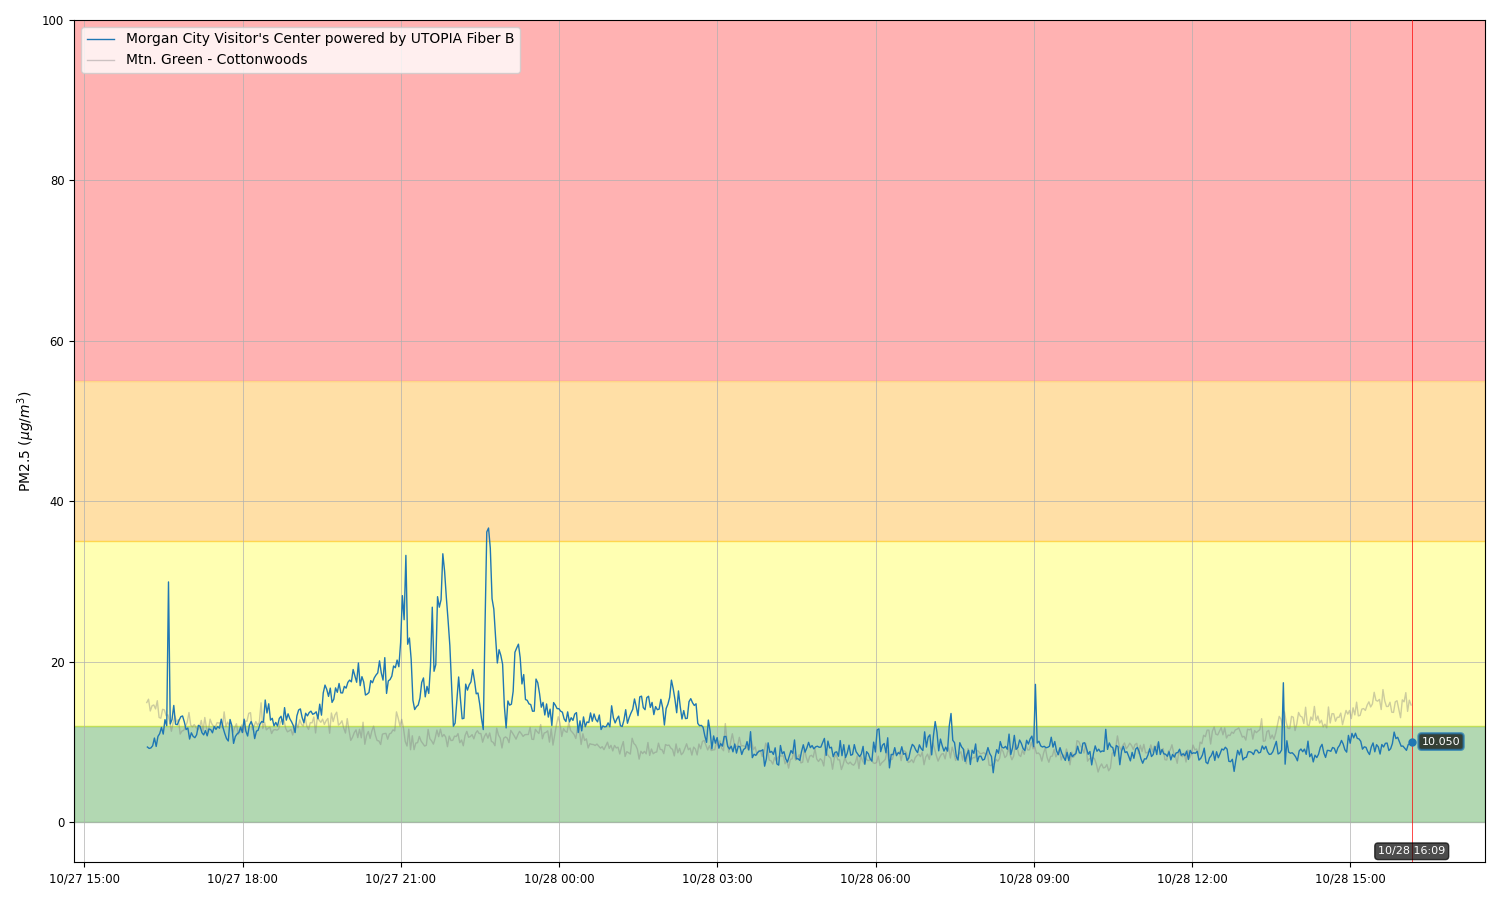 Morgan City Visitor's Center powered by UTOPIA Fiber B
Mtn. Green - Cottonwoods
100
80
60
40
20
0
PM2.5 (μg/m³)
10.050
10/28 16:09
10/27 15:00 10/27 18:00 10/27 21:00 10/28 00:00 10/28 03:00 10/28 06:00 10/28 09:00 10/28 12:00 10/28 15:00